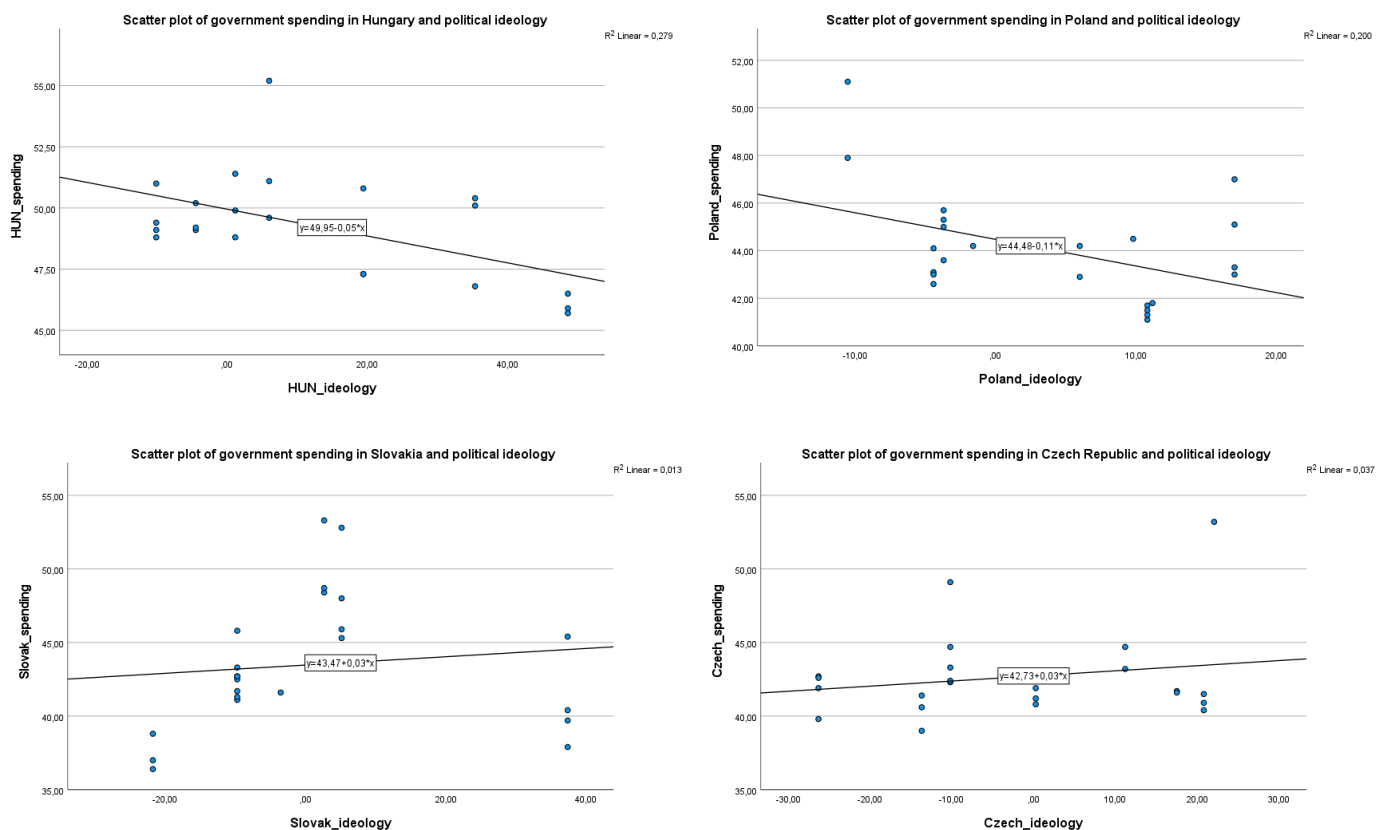 Scatter plot of government spending in Hungary and political ideology
R2 Linear = 0,279
HUN_spending
55,00
52,50
50,00
47,50
45,00
y=49,95-0,05*x
-20,00 ,00 20,00 40,00
HUN_ideology
Scatter plot of government spending in Poland and political ideology
R2 Linear = 0,200
Poland_spending
52,00
50,00
48,00
46,00
44,00
42,00
40,00
y=44,48-0,11*x
-10,00 ,00 10,00 20,00
Poland_ideology
Scatter plot of government spending in Slovakia and political ideology
R2 Linear = 0,013
Slovak_spending
55,00
50,00
45,00
40,00
35,00
y=43,47+0,03*x
-20,00 ,00 20,00 40,00
Slovak_ideology
Scatter plot of government spending in Czech Republic and political ideology
R2 Linear = 0,037
Czech_spending
55,00
50,00
45,00
40,00
35,00
y=42,73+0,03*x
-30,00 -20,00 -10,00 ,00 10,00 20,00 30,00
Czech_ideology